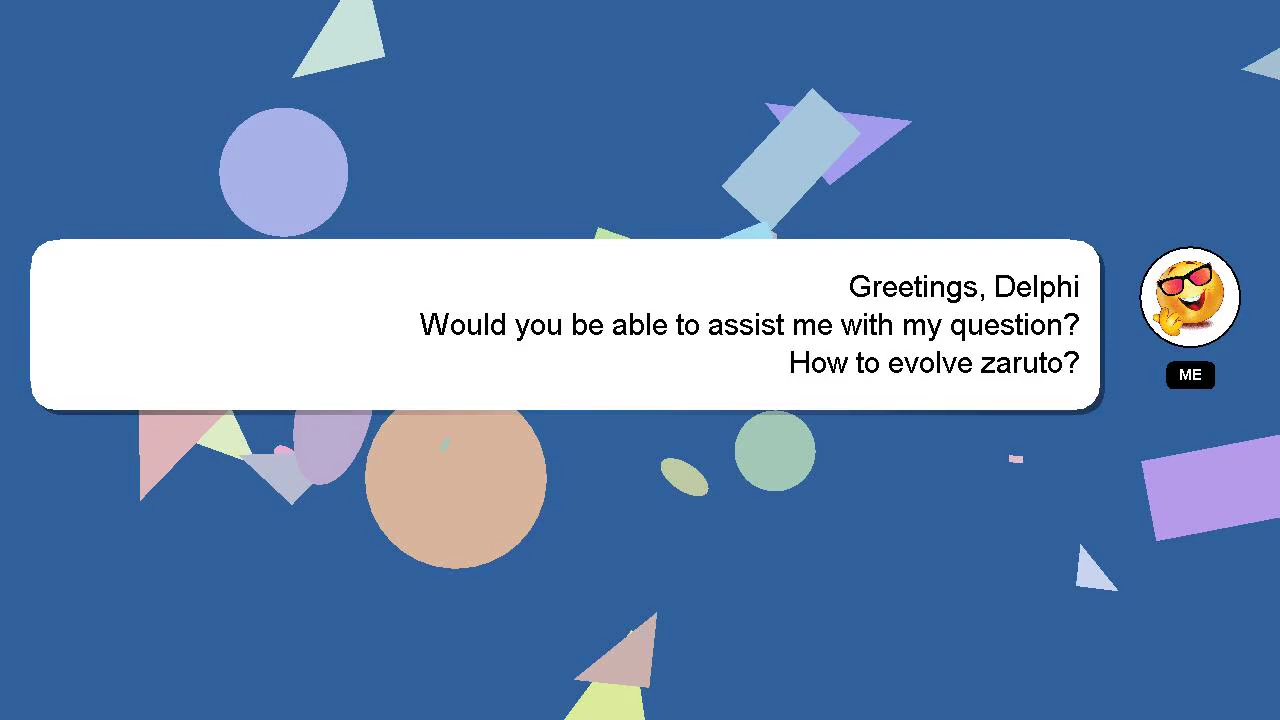 Greetings, Delphi
Would you be able to assist me with my question?
How to evolve zaruto?
ME